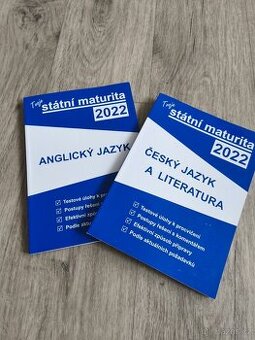 Tvoje
státní maturita
2022
ANGLICKÝ JAZYK
Testové úlohy k
Postupy řešení
Efektivní způsob
Podle
Tvoje
státní maturita
2022
ČESKÝ JAZYK
A LITERATURA
Testové úlohy k procvičení
Postupy řešení s komentářem
Efektivní způsob přípravy
Podle aktuálních požadavků